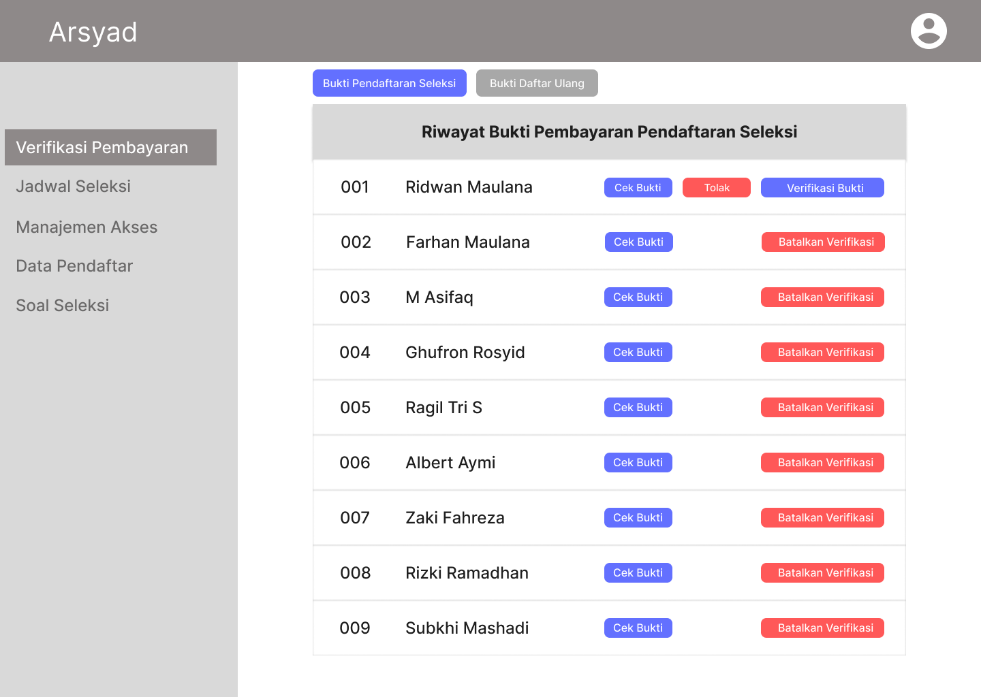 Arsyad
Bukti Pendaftaran Seleksi Bukti Daftar Ulang
Verifikasi Pembayaran
Jadwal Seleksi
Manajemen Akses
Data Pendaftar
Soal Seleksi
Riwayat Bukti Pembayaran Pendaftaran Seleksi
001 Ridwan Maulana Cek Bukti Tolak Verifikasi Bukti
002 Farhan Maulana Cek Bukti Batalkan Verifikasi
003 M Asifaq Cek Bukti Batalkan Verifikasi
004 Ghufron Rosyid Cek Bukti Batalkan Verifikasi
005 Ragil Tri S Cek Bukti Batalkan Verifikasi
006 Albert Aymi Cek Bukti Batalkan Verifikasi
007 Zaki Fahreza Cek Bukti Batalkan Verifikasi
008 Rizki Ramadhan Cek Bukti Batalkan Verifikasi
009 Subkhi Mashadi Cek Bukti Batalkan Verifikasi